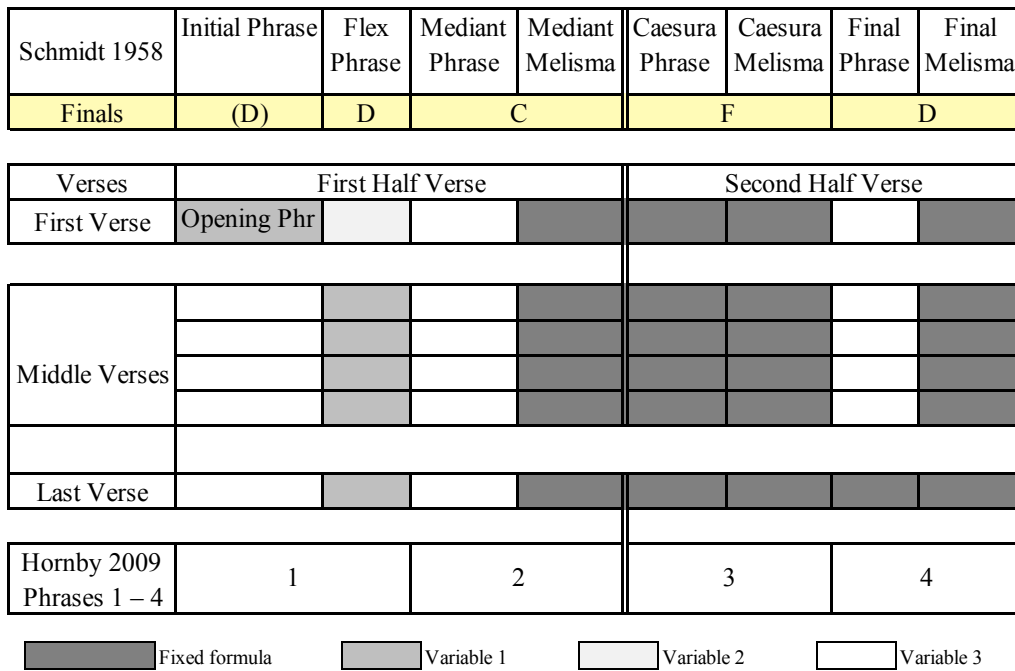 Schmidt 1958
Initial Phrase
Flex Phrase
Mediant Phrase
Mediant Melisma
Caesura Phrase
Caesura Melisma
Final Phrase
Final Melisma
Finals (D) D C F D
Verses First Half Verse Second Half Verse
First Verse Opening Phr
Middle Verses
Last Verse
Hornby 2009
Phrases 1 – 4
1 2 3 4
Fixed formula Variable 1 Variable 2 Variable 3